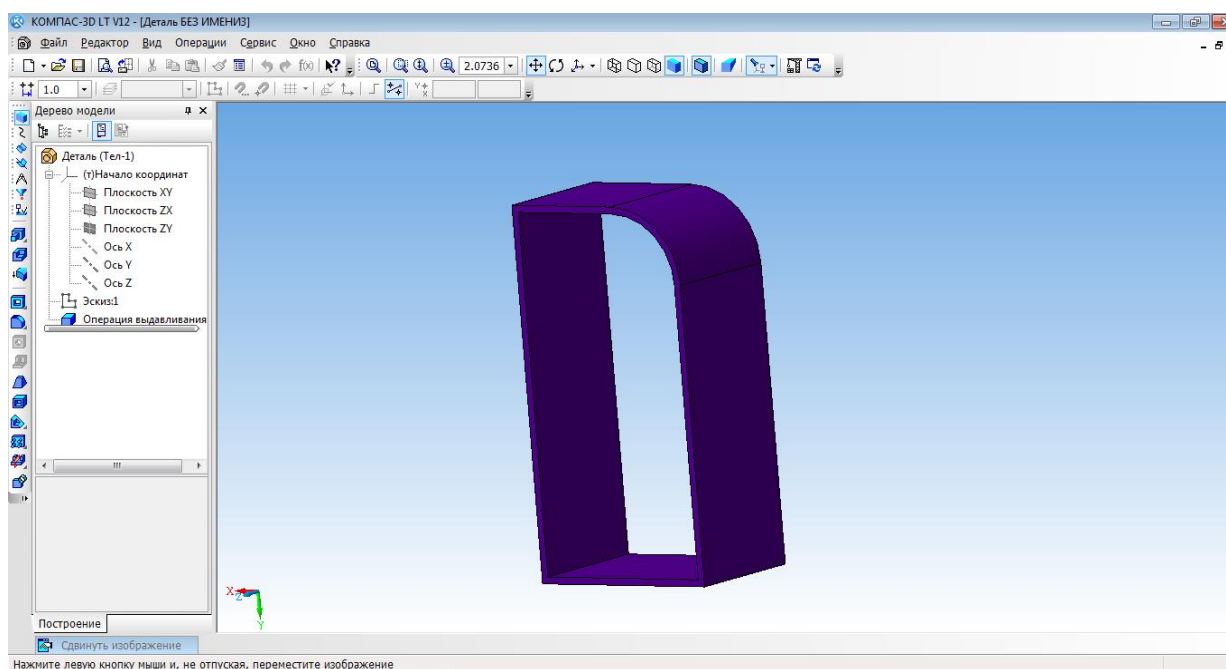 КОМПАС-3D LT V12 - [Деталь БЕЗ ИМЕНИ3]
Файл Редактор Вид Операции Сервис Окно Справка
2.0736
1.0
Дерево модели
Деталь (Тел-1)
(т)Начало координат
Плоскость XY
Плоскость ZX
Плоскость ZY
Ось X
Ось Y
Ось Z
Эскиз:1
Операция выдавливания
X
Z
Y
Построение
Сдвинуть изображение
Нажмите левую кнопку мыши и, не отпуская, переместите изображение